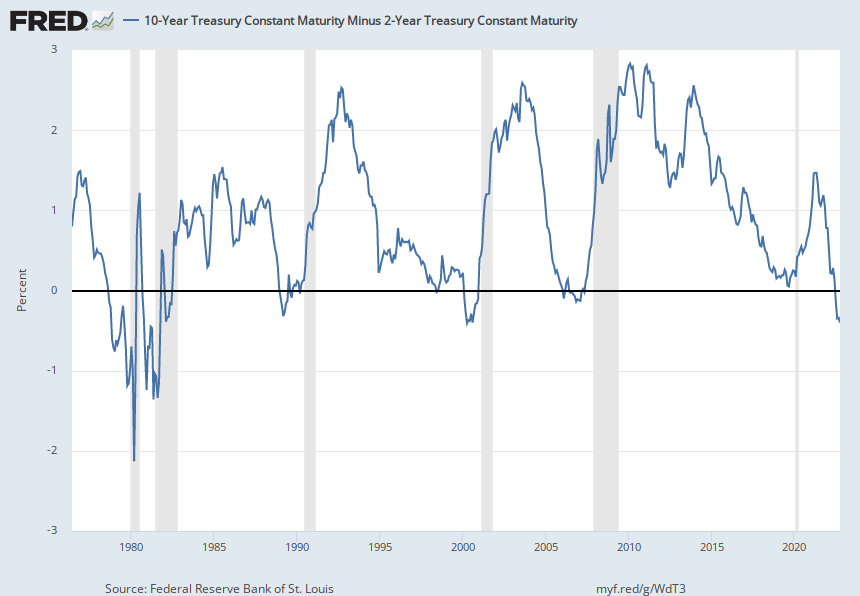 FRED 10-Year Treasury Constant Maturity Minus 2-Year Treasury Constant Maturity
3
2
1
0
-1
-2
-3
Percent
1980 1985 1990 1995 2000 2005 2010 2015 2020
Source: Federal Reserve Bank of St. Louis myf.red/g/WdT3